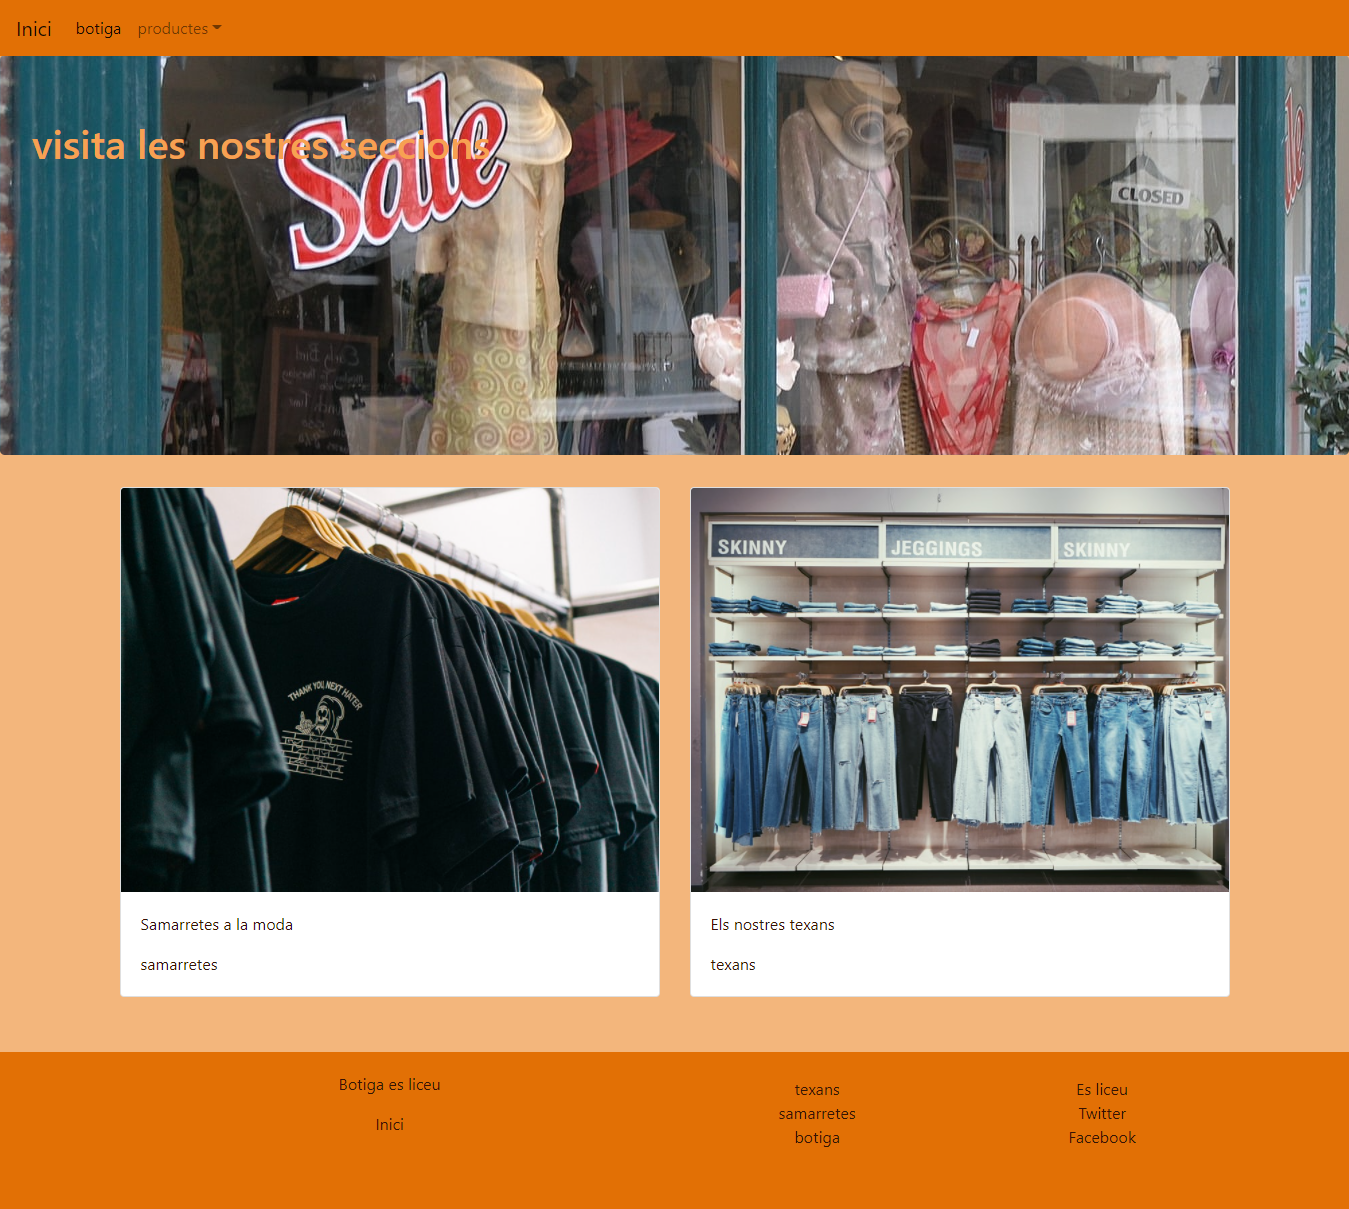 Inici botiga productes
visita les nostres seccions
Sale
CLOSED
THANK YOU NEXT HATER
SKINNY JEGGINGS SKINNY
Samarretes a la moda
samarretes
Els nostres texans
texans
Botiga es liceu
Inici
texans
samarretes
botiga
Es liceu
Twitter
Facebook